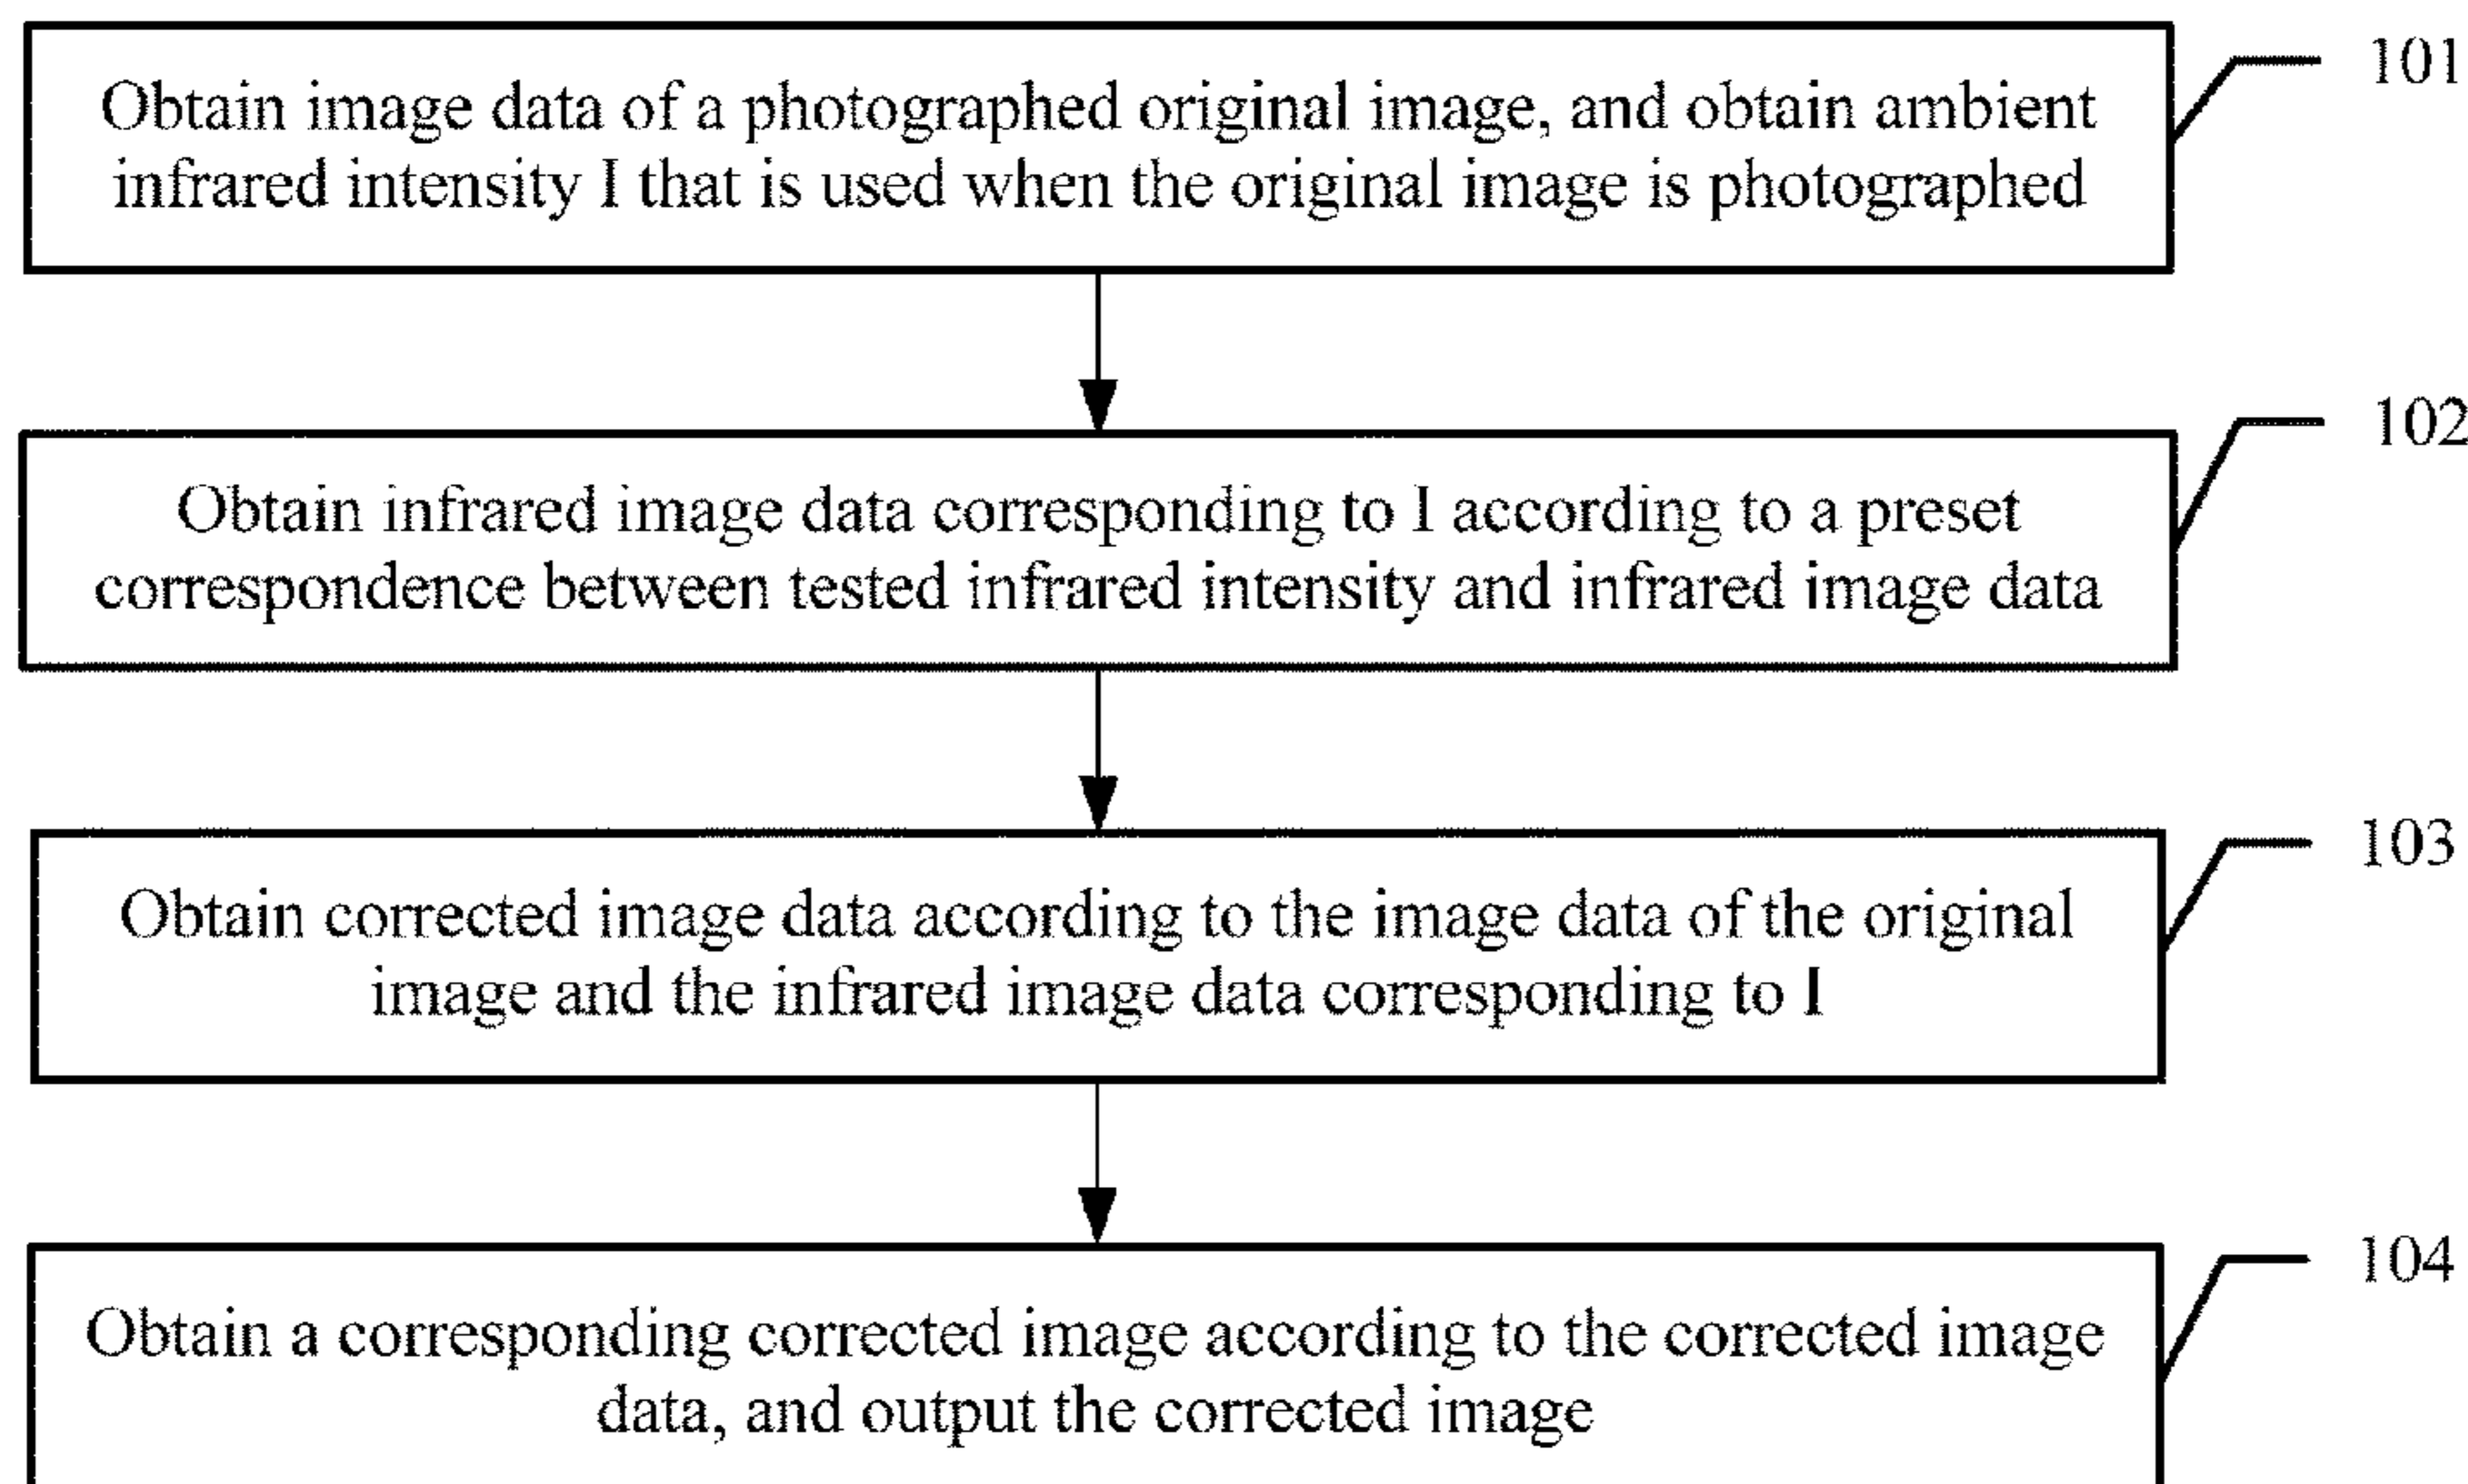 101
Obtain image data of a photographed original image, and obtain ambient
infrared intensity I that is used when the original image is photographed
102
Obtain infrared image data corresponding to I according to a preset
correspondence between tested infrared intensity and infrared image data
103
Obtain corrected image data according to the image data of the original
image and the infrared image data corresponding to I
104
Obtain a corresponding corrected image according to the corrected image
data, and output the corrected image